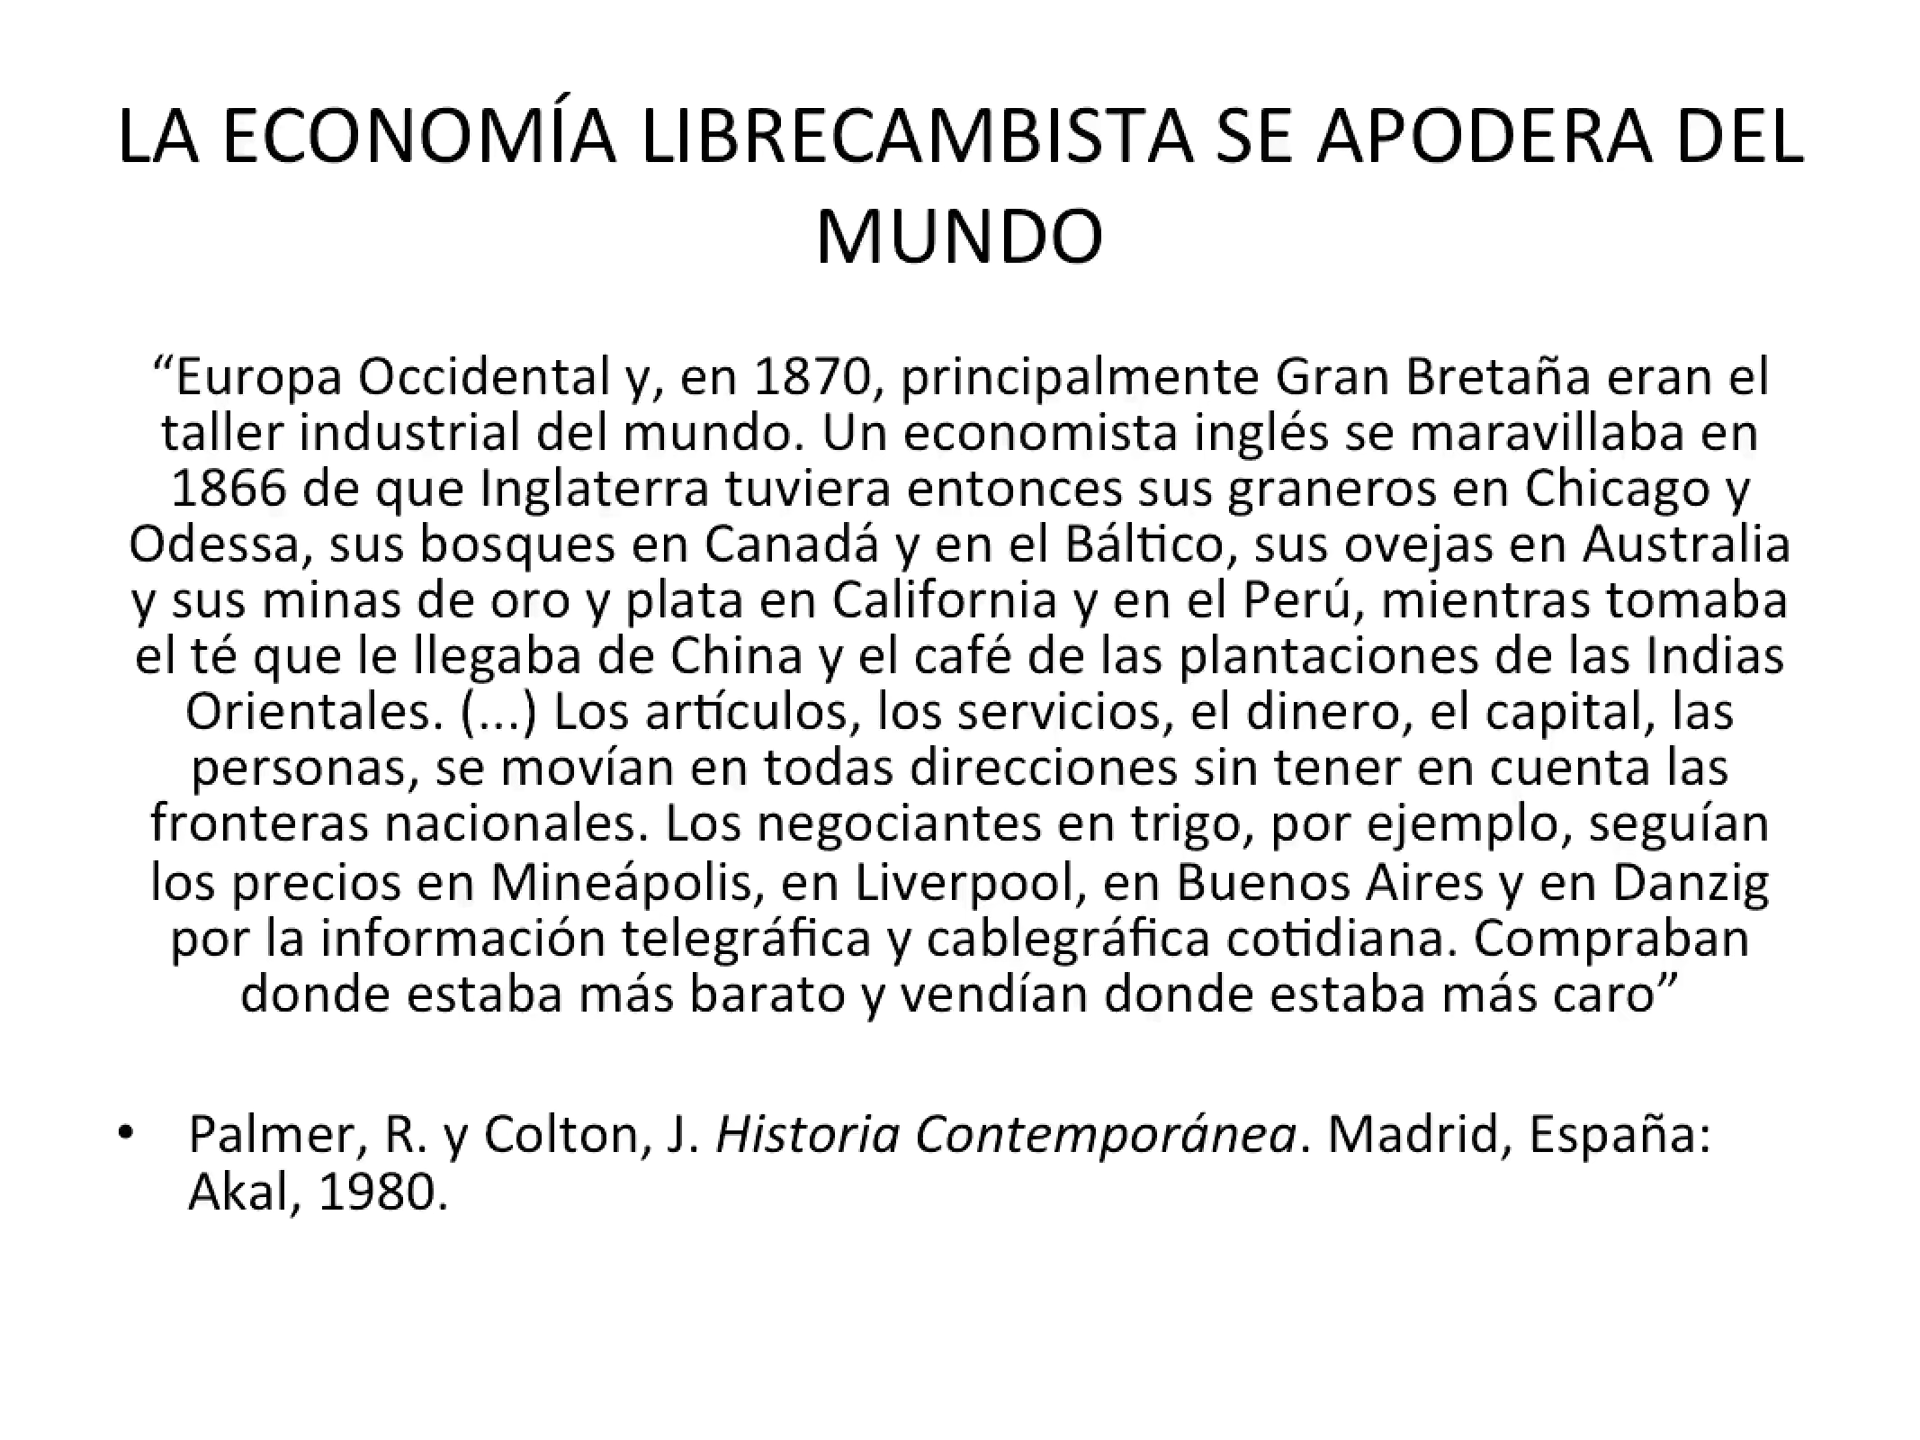 LA ECONOMÍA LIBRECAMBISTA SE APODERA DEL
MUNDO
“Europa Occidental y, en 1870, principalmente Gran Bretaña eran el
taller industrial del mundo. Un economista inglés se maravillaba en
1866 de que Inglaterra tuviera entonces sus graneros en Chicago y
Odessa, sus bosques en Canadá y en el Báltico, sus ovejas en Australia
y sus minas de oro y plata en California y en el Perú, mientras tomaba
el té que le llegaba de China y el café de las plantaciones de las Indias
Orientales. (...) Los artículos, los servicios, el dinero, el capital, las
personas, se movían en todas direcciones sin tener en cuenta las
fronteras nacionales. Los negociantes en trigo, por ejemplo, seguían
los precios en Mineápolis, en Liverpool, en Buenos Aires y en Danzig
por la información telegráfica y cablegráfica cotidiana. Compraban
donde estaba más barato y vendían donde estaba más caro”
• Palmer, R. y Colton, J. Historia Contemporánea. Madrid, España:
Akal, 1980.